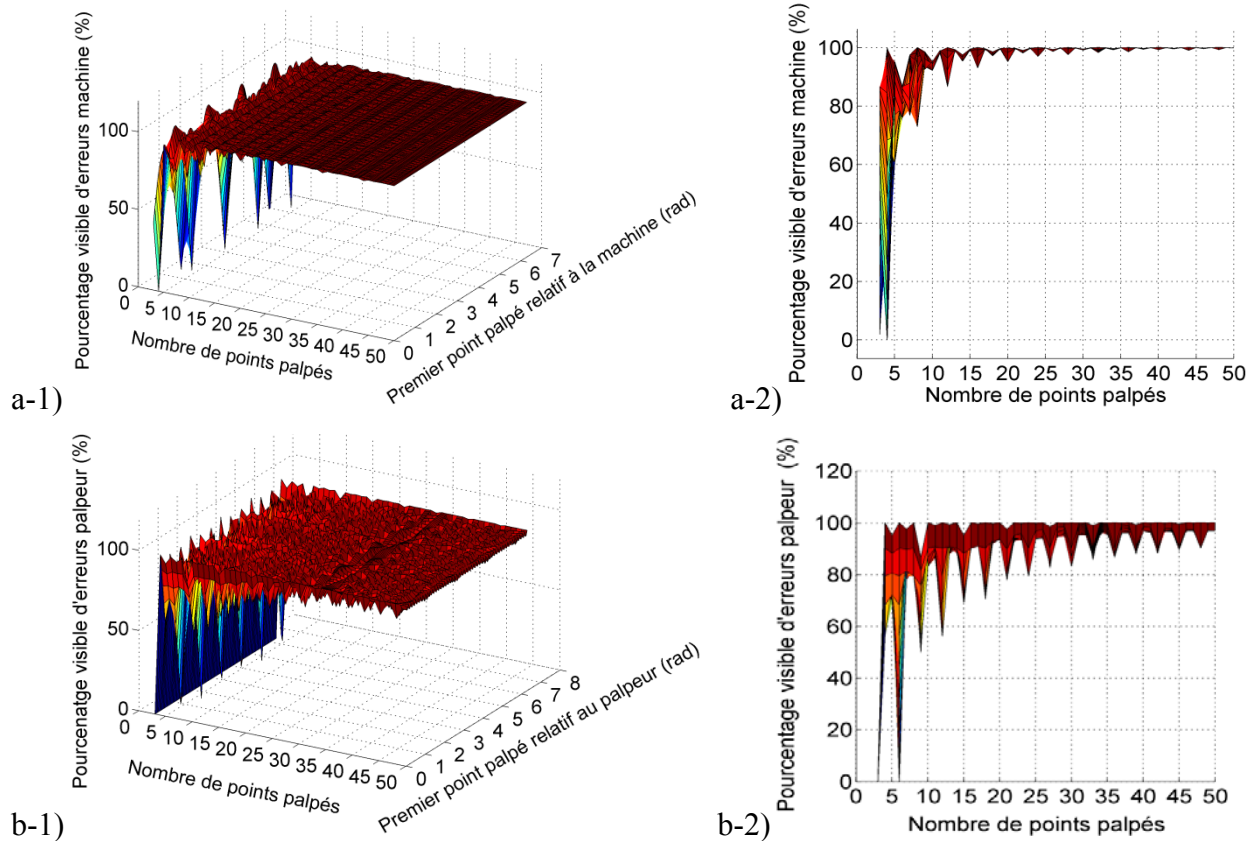 Pourcentage visible d'erreurs machine (%)
100
50
0
0 5 10 15 20 25 30 35 40 45 50
Nombre de points palpés
0 1 2 3 4 5 6 7
Premier point palpé relatif à la machine (rad)
a-1)
Pourcentage visible d'erreurs machine (%)
100
80
60
40
20
0
0 5 10 15 20 25 30 35 40 45 50
Nombre de points palpés
a-2)
Pourcenatge visible d'erreurs palpeur (%)
100
50
0
0 5 10 15 20 25 30 35 40 45 50
Nombre de points palpés
0 1 2 3 4 5 6 7 8
Premier point palpé relatif au palpeur (rad)
b-1)
Pourcentage visible d'erreurs palpeur (%)
120
100
80
60
40
20
0
0 5 10 15 20 25 30 35 40 45 50
Nombre de points palpés
b-2)